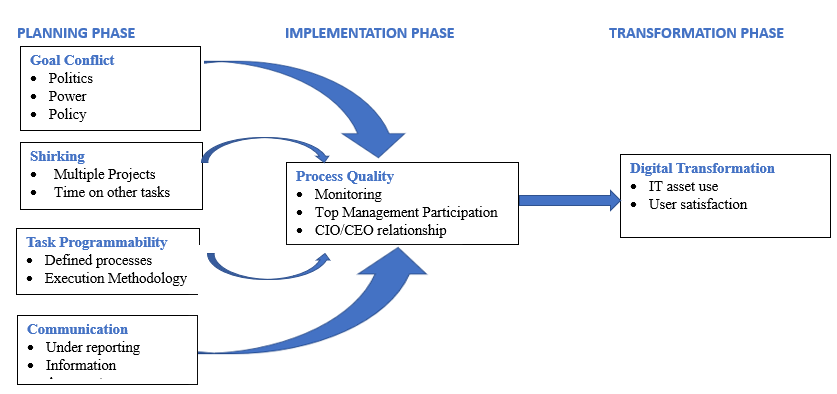 PLANNING PHASE
IMPLEMENTATION PHASE
TRANSFORMATION PHASE
Goal Conflict
• Politics
• Power
• Policy
Shirking
• Multiple Projects
• Time on other tasks
Task Programmability
• Defined processes
• Execution Methodology
Communication
• Under reporting
• Information
Process Quality
• Monitoring
• Top Management Participation
• CIO/CEO relationship
Digital Transformation
• IT asset use
• User satisfaction